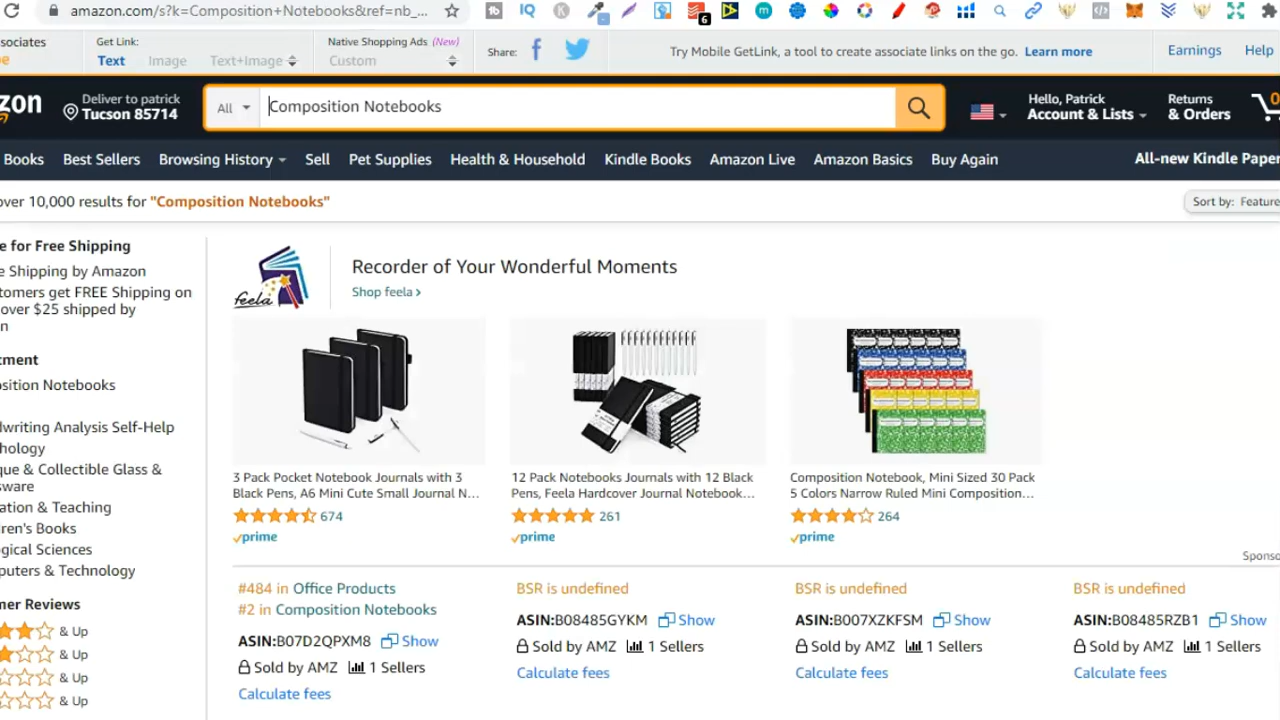 amazon.com/s?k=Composition+Notebooks&ref=nb_...
IQ
K
6
m
sociates
Get Link:
Native Shopping Ads (New)
Share:
Try Mobile GetLink, a tool to create associate links on the go. Learn more
Earnings
Help
e
Text
Image
Text+Image
Custom
zon
Deliver to patrick
Tucson 85714
All
Composition Notebooks
Hello, Patrick
Account & Lists
Returns
& Orders
0
Books
Best Sellers
Browsing History
Sell
Pet Supplies
Health & Household
Kindle Books
Amazon Live
Amazon Basics
Buy Again
All-new Kindle Paper
over 10,000 results for "Composition Notebooks"
Sort by: Feature
e for Free Shipping
e Shipping by Amazon
tomers get FREE Shipping on
over $25 shipped by
n
tment
sition Notebooks
dwriting Analysis Self-Help
hology
que & Collectible Glass &
sware
ation & Teaching
ren's Books
ogical Sciences
puters & Technology
mer Reviews
& Up
& Up
& Up
& Up
feela
Recorder of Your Wonderful Moments
Shop feela ›
3 Pack Pocket Notebook Journals with 3
Black Pens, A6 Mini Cute Small Journal N...
674
prime
12 Pack Notebooks Journals with 12 Black
Pens, Feela Hardcover Journal Notebook...
261
prime
Composition Notebook, Mini Sized 30 Pack
5 Colors Narrow Ruled Mini Composition...
264
prime
Sponso
#484 in Office Products
#2 in Composition Notebooks
ASIN:B07D2QPXM8 Show
Sold by AMZ 1 Sellers
Calculate fees
BSR is undefined
ASIN:B08485GYKM Show
Sold by AMZ 1 Sellers
Calculate fees
BSR is undefined
ASIN:B007XZKFSM Show
Sold by AMZ 1 Sellers
Calculate fees
BSR is undefined
ASIN:B08485RZB1 Show
Sold by AMZ 1 Sellers
Calculate fees